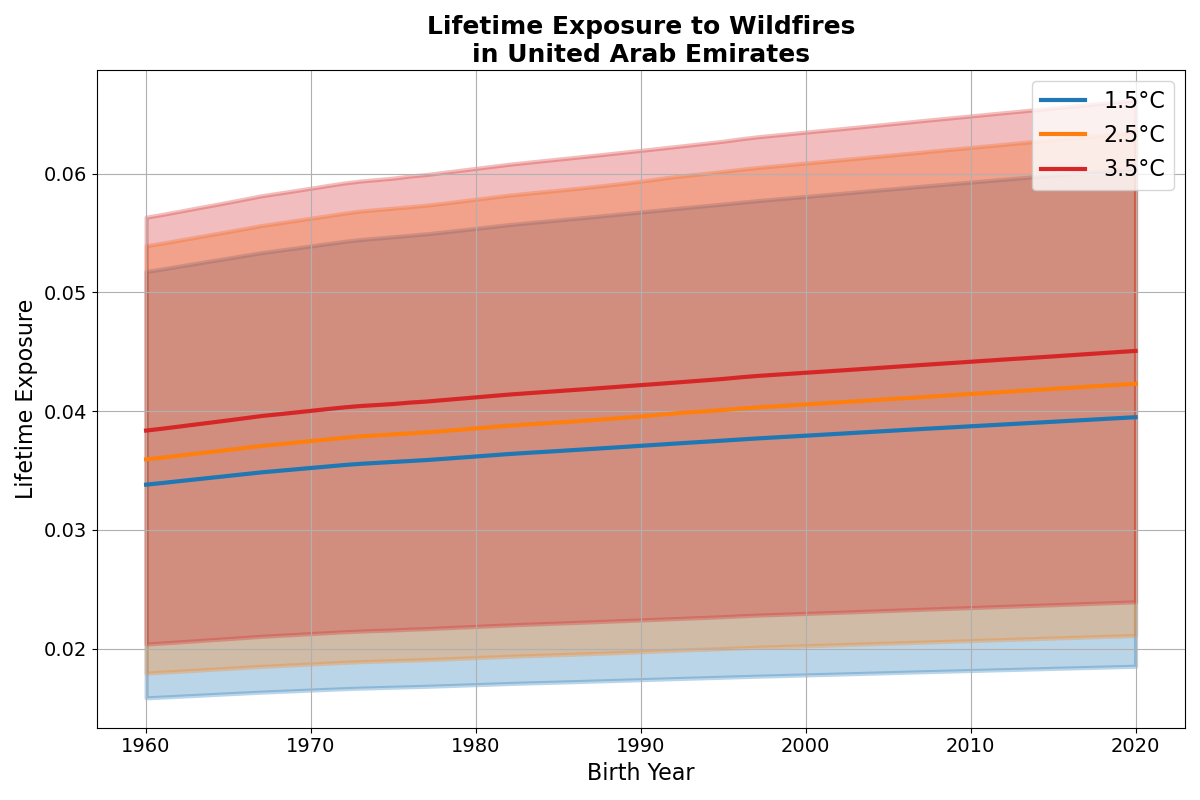 Lifetime Exposure to Wildfires
in United Arab Emirates
1.5°C
2.5°C
3.5°C
Lifetime Exposure
0.06
0.05
0.04
0.03
0.02
1960 1970 1980 1990 2000 2010 2020
Birth Year